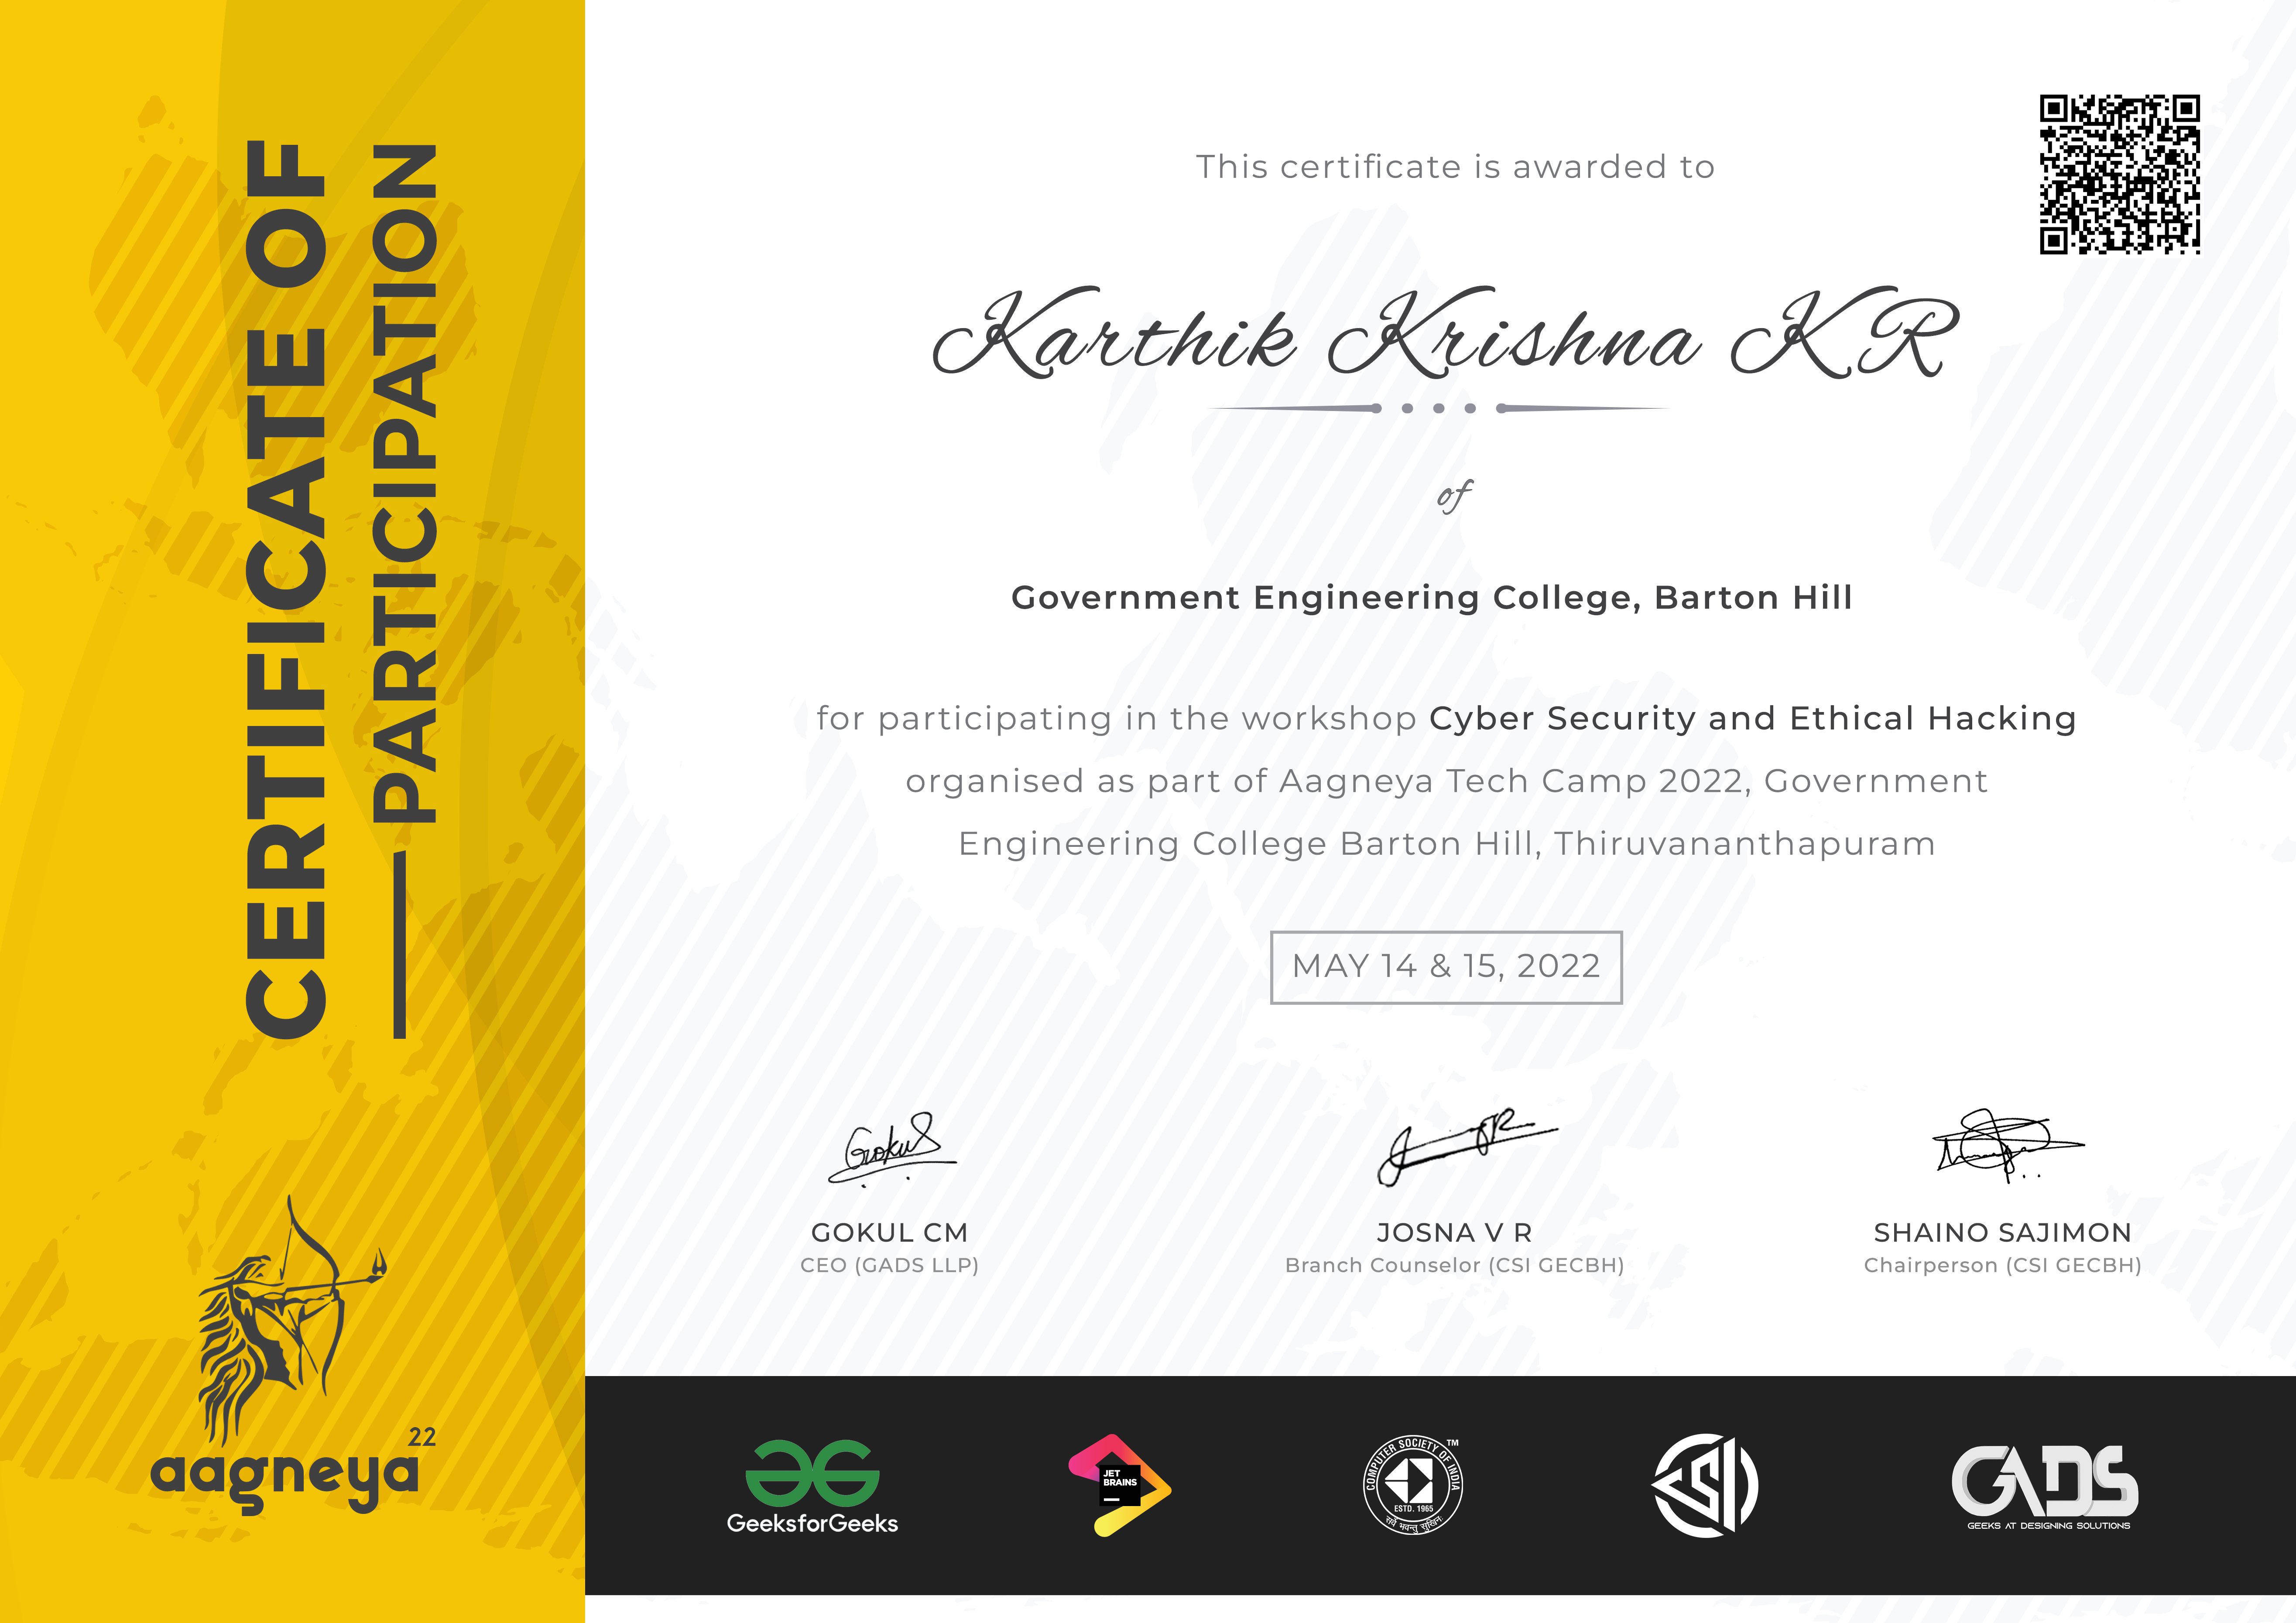 CERTIFICATE OF
PARTICIPATION
This certificate is awarded to
Karthik Krishna KR
of
Government Engineering College, Barton Hill
for participating in the workshop Cyber Security and Ethical Hacking
organised as part of Aagneya Tech Camp 2022, Government
Engineering College Barton Hill, Thiruvananthapuram
MAY 14 & 15, 2022
Gokul
GOKUL CM
CEO (GADS LLP)
JOSNA V R
Branch Counselor (CSI GECBH)
SHAINO SAJIMON
Chairperson (CSI GECBH)
22
aagneya
GeeksforGeeks
JET
BRAINS
COMPUTER SOCIETY OF INDIA
TM
ESTD. 1965
सर्वे भवन्तु सुखिनः
CSI
GADS
GEEKS AT DESIGNING SOLUTIONS